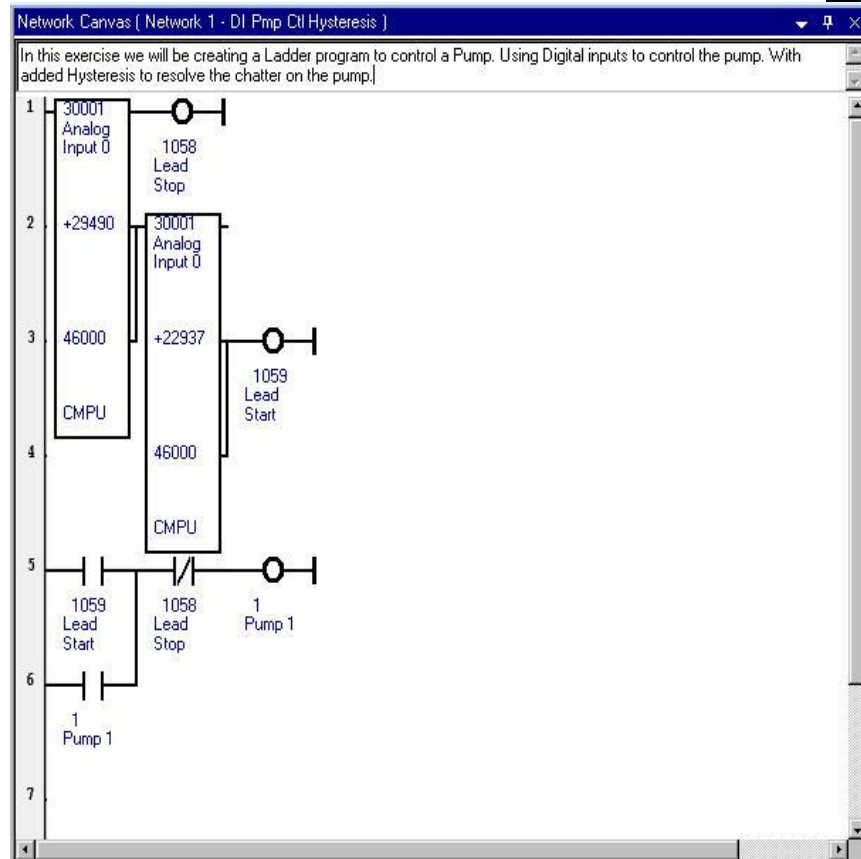 Network Canvas ( Network 1 - DI Pmp Ctl Hysteresis )
In this exercise we will be creating a Ladder program to control a Pump. Using Digital inputs to control the pump. With
added Hysteresis to resolve the chatter on the pump.
1
30001
Analog
Input 0
1058
Lead
Stop
2
+29490
30001
Analog
Input 0
3
46000
+22937
1059
Lead
Start
CMPU
4
46000
CMPU
5
1059
Lead
Start
1058
Lead
Stop
1
Pump 1
6
1
Pump 1
7